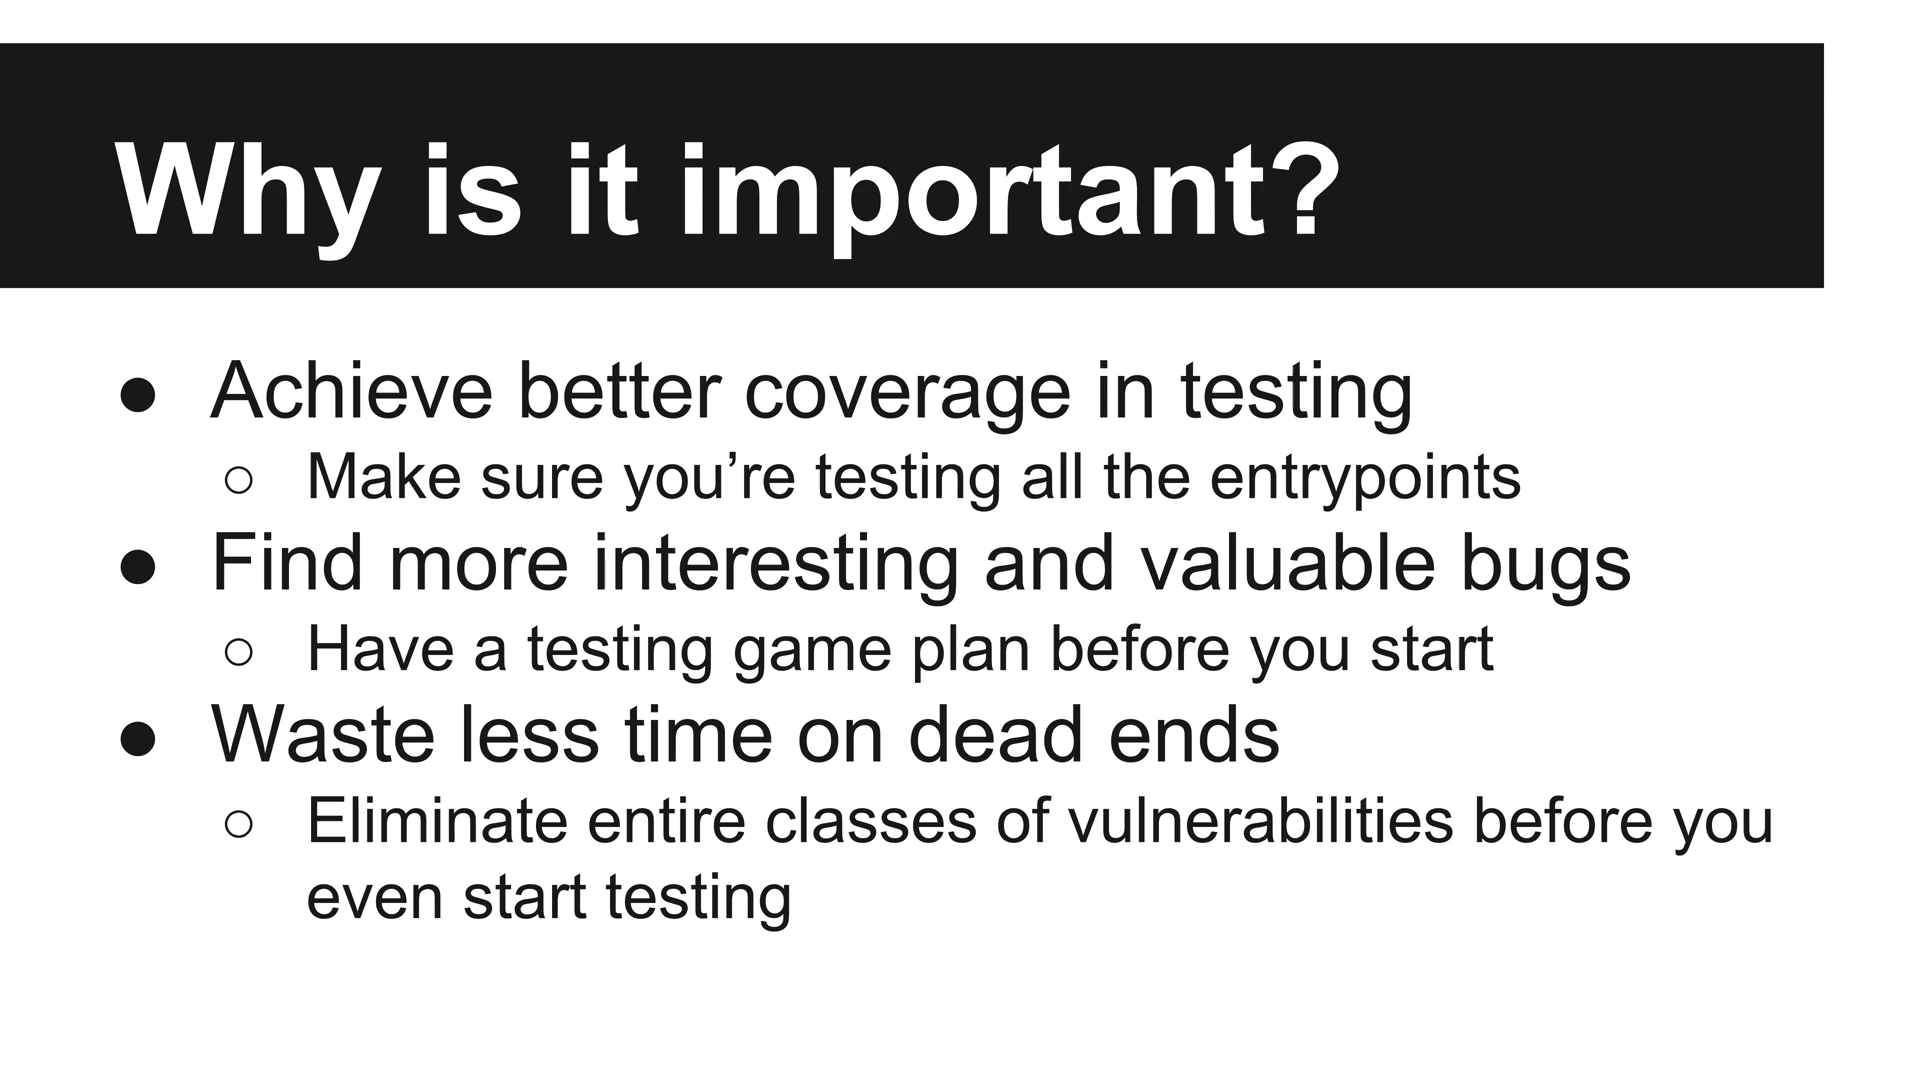 Why is it important?
● Achieve better coverage in testing
○ Make sure you’re testing all the entrypoints
● Find more interesting and valuable bugs
○ Have a testing game plan before you start
● Waste less time on dead ends
○ Eliminate entire classes of vulnerabilities before you
even start testing